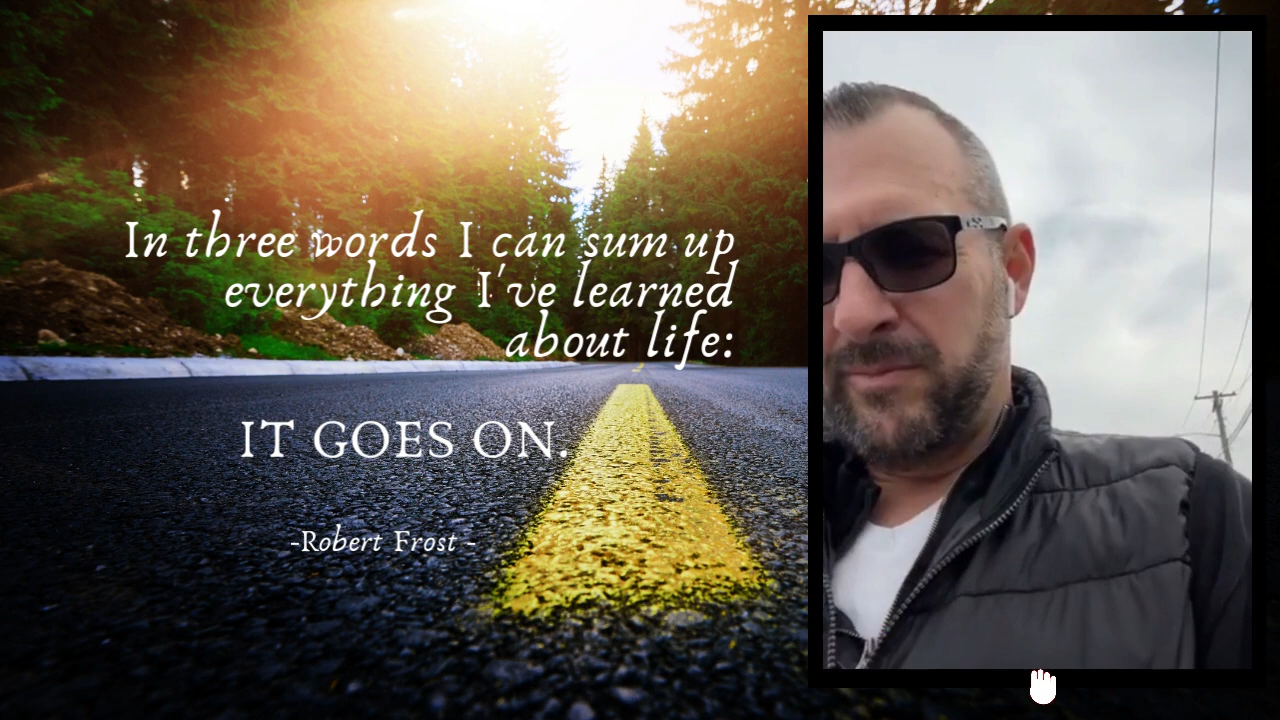 In three words I can sum up
everything I've learned
about life:
IT GOES ON.
-Robert Frost -